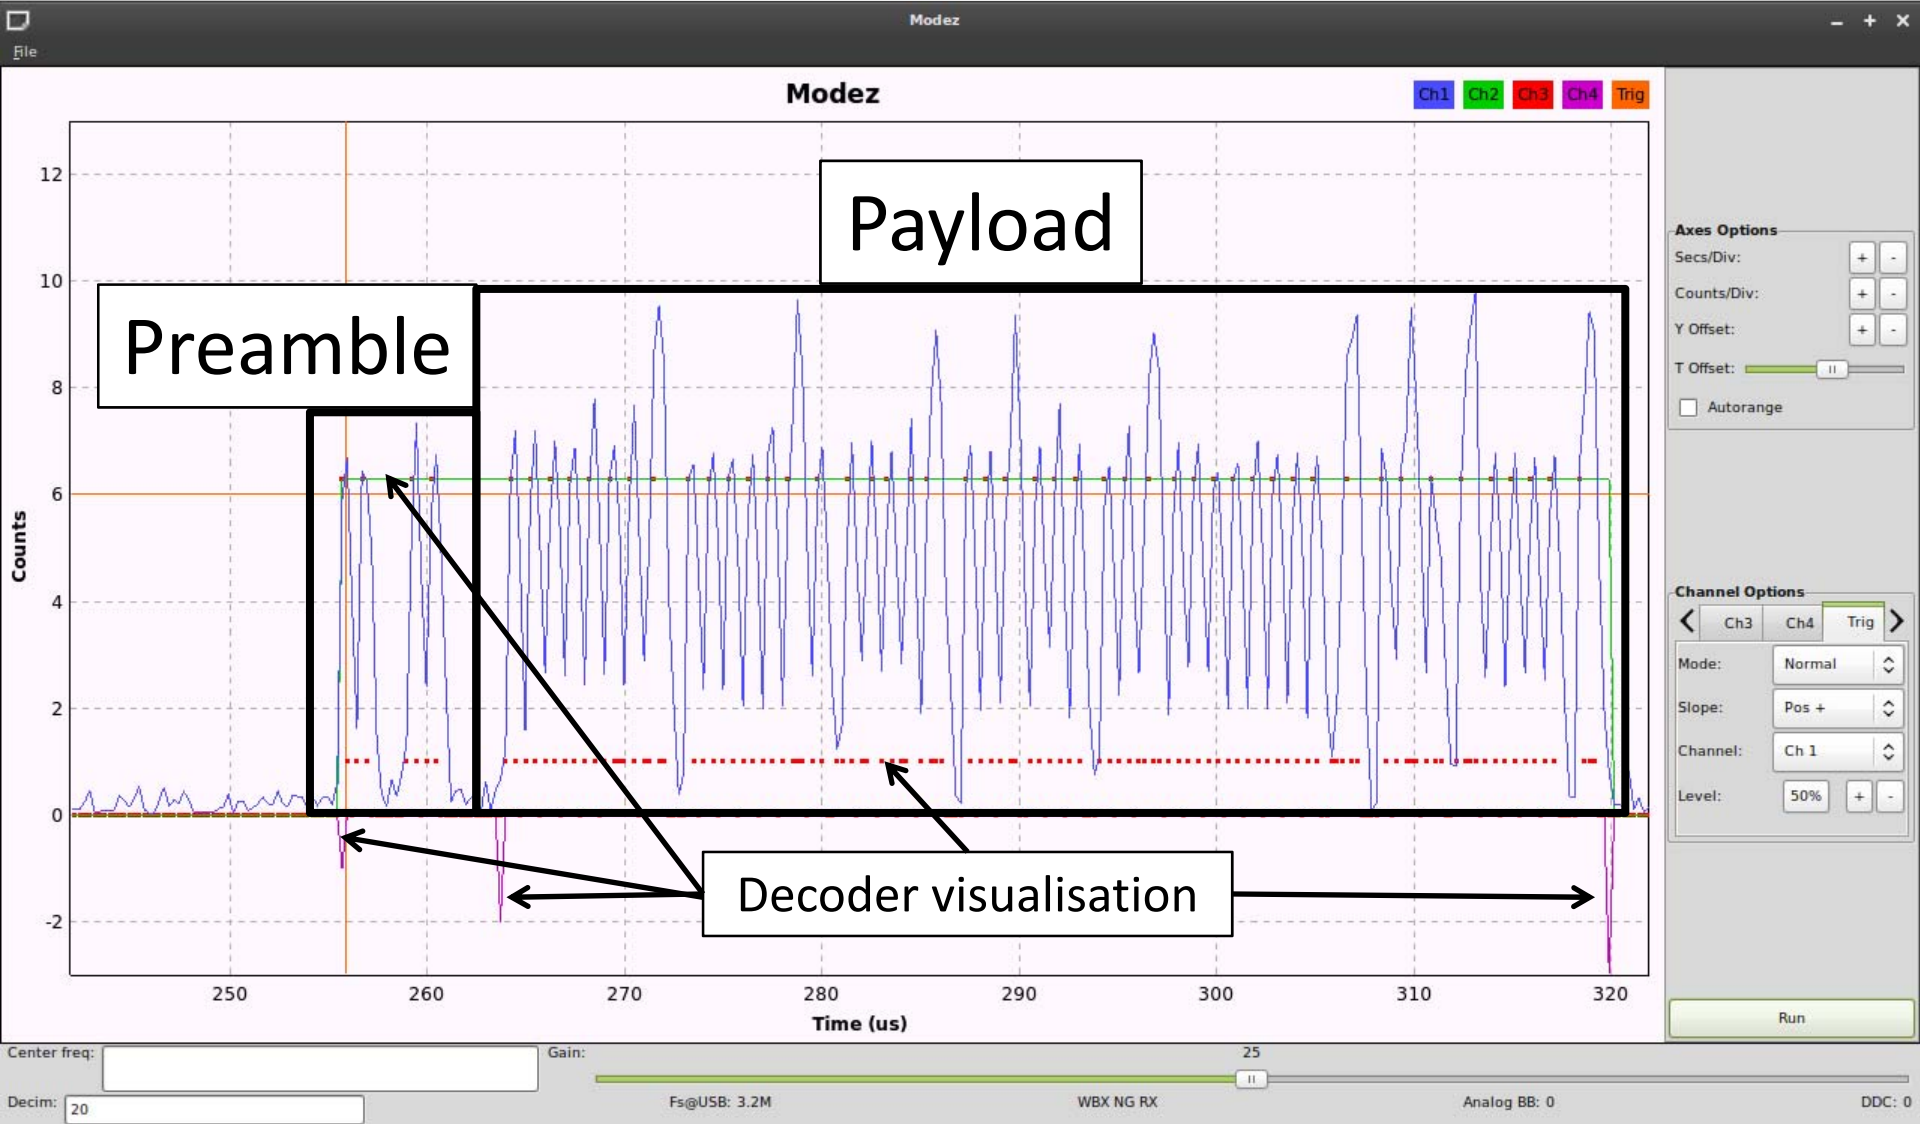 Modez
File
Modez
Ch1 Ch2 Ch3 Ch4 Trig
12
10
8
6
4
2
0
-2
Counts
250 260 270 280 290 300 310 320
Time (us)
Preamble
Payload
Decoder visualisation
Axes Options
Secs/Div: + -
Counts/Div: + -
Y Offset: + -
T Offset:
Autorange
Channel Options
Ch3 Ch4 Trig
Mode: Normal
Slope: Pos +
Channel: Ch 1
Level: 50% + -
Run
Center freq:
Gain: 25
Decim: 20
Fs@USB: 3.2M WBX NG RX Analog BB: 0 DDC: 0